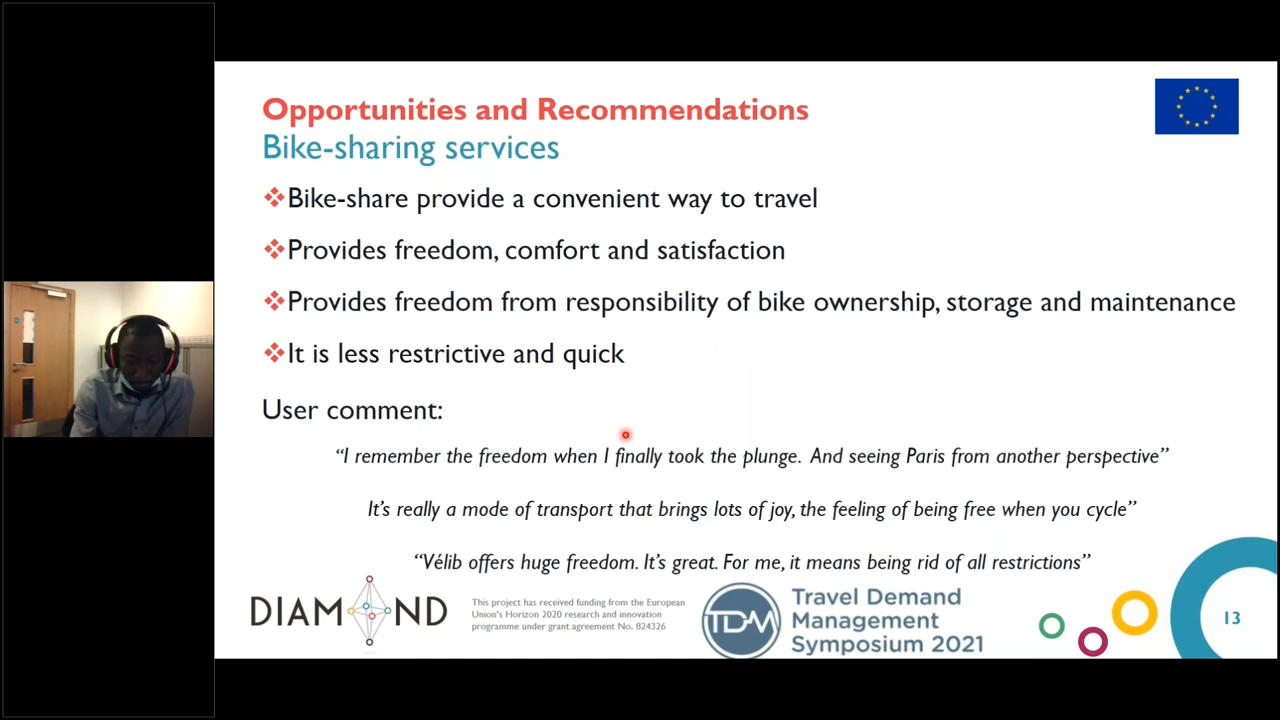 Opportunities and Recommendations
Bike-sharing services
Bike-share provide a convenient way to travel
Provides freedom, comfort and satisfaction
Provides freedom from responsibility of bike ownership, storage and maintenance
It is less restrictive and quick
User comment:
“I remember the freedom when I finally took the plunge. And seeing Paris from another perspective”
It’s really a mode of transport that brings lots of joy, the feeling of being free when you cycle”
“Vélib offers huge freedom. It’s great. For me, it means being rid of all restrictions”
DIAMOND
This project has received funding from the European
Union's Horizon 2020 research and innovation
programme under grant agreement No. 824326
TDM
Travel Demand
Management
Symposium 2021
13